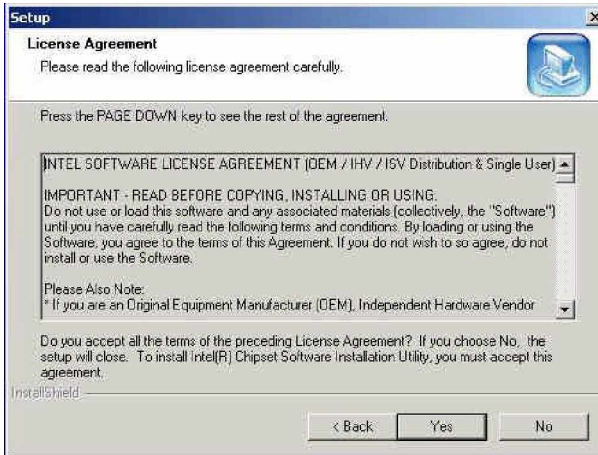 Setup
License Agreement
Please read the following license agreement carefully.
Press the PAGE DOWN key to see the rest of the agreement.
INTEL SOFTWARE LICENSE AGREEMENT (OEM / IHV / ISV Distribution & Single User)
IMPORTANT - READ BEFORE COPYING, INSTALLING OR USING.
Do not use or load this software and any associated materials (collectively, the "Software")
until you have carefully read the following terms and conditions. By loading or using the
Software, you agree to the terms of this Agreement. If you do not wish to so agree, do not
install or use the Software.
Please Also Note:
* If you are an Original Equipment Manufacturer (OEM), Independent Hardware Vendor
Do you accept all the terms of the preceding License Agreement? If you choose No, the
setup will close. To install Intel(R) Chipset Software Installation Utility, you must accept this
agreement.
InstallShield
< Back
Yes
No